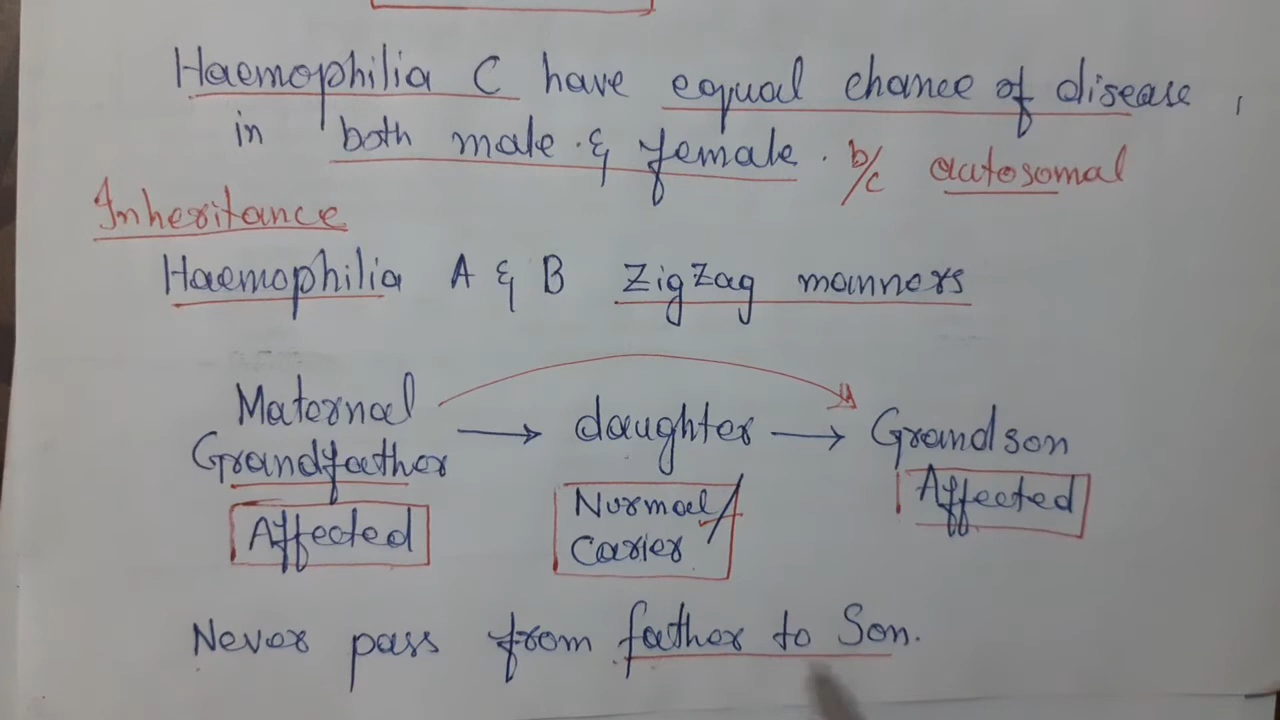 Haemophilia C have equal chance of disease,
in both male & female. b/c autosomal
Inheritance
Haemophilia A & B ZigZag manners
Maternal Grandfather → daughter → Grandson
Affected
Normal/
Carier
Affected
Never pass from father to Son.